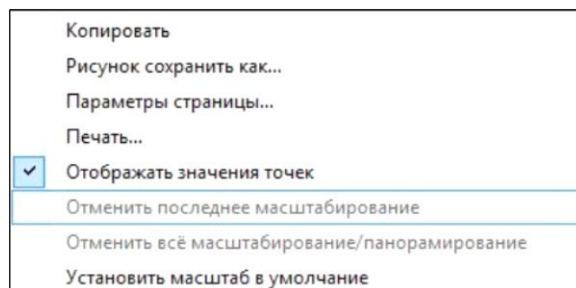 Копировать
Рисунок сохранить как...
Параметры страницы...
Печать...
Отображать значения точек
Отменить последнее масштабирование
Отменить всё масштабирование/панорамирование
Установить масштаб в умолчание